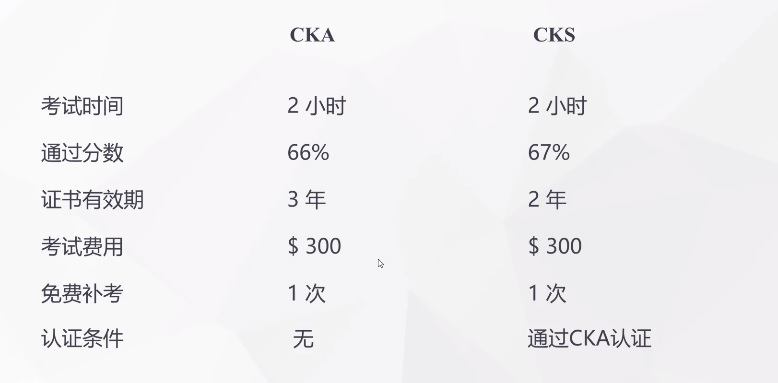 CKA CKS
考试时间 2 小时 2 小时
通过分数 66% 67%
证书有效期 3 年 2 年
考试费用 $ 300 $ 300
免费补考 1 次 1 次
认证条件 无 通过CKA认证